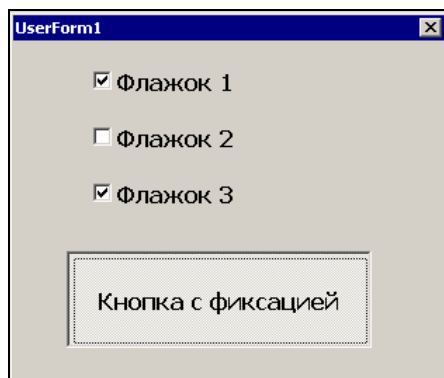 UserForm1
Флажок 1
Флажок 2
Флажок 3
Кнопка с фиксацией